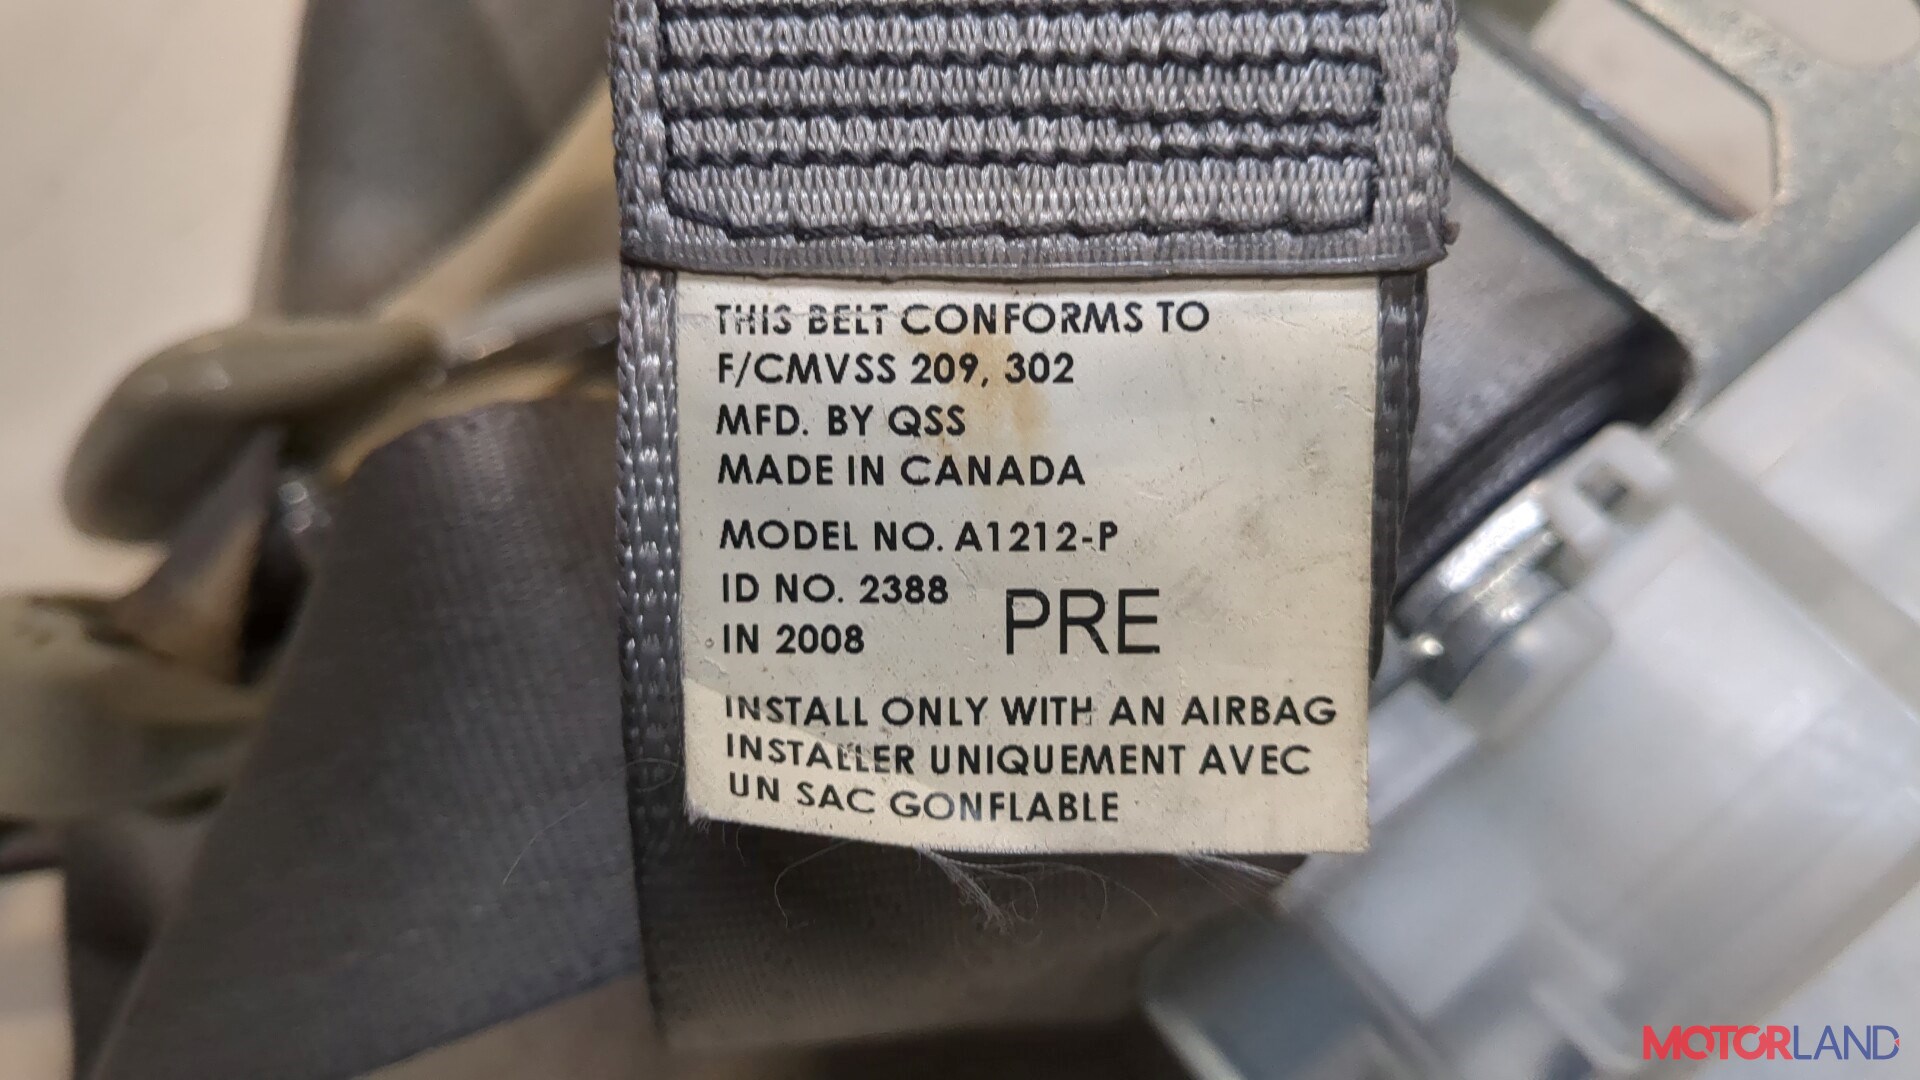 THIS BELT CONFORMS TO
F/CMVSS 209, 302
MFD. BY QSS
MADE IN CANADA
MODEL NO. A1212-P
ID NO. 2388
IN 2008
PRE
INSTALL ONLY WITH AN AIRBAG
INSTALLER UNIQUEMENT AVEC
UN SAC GONFLABLE
MOTORLAND